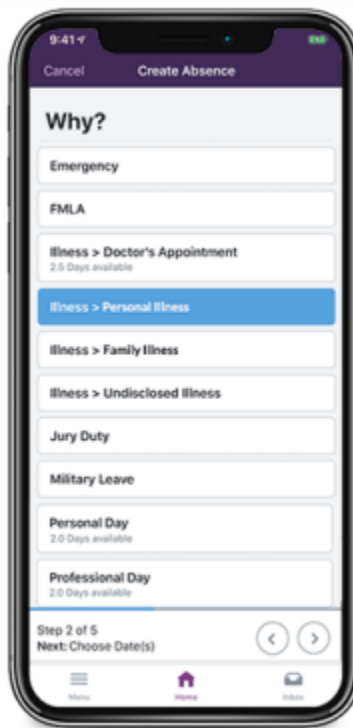 9:41
Cancel
Create Absence
Why?
Emergency
FMLA
Illness > Doctor's Appointment
2.5 Days available
Illness > Personal Illness
Illness > Family Illness
Illness > Undisclosed Illness
Jury Duty
Military Leave
Personal Day
2.0 Days available
Professional Day
2.0 Days available
Step 2 of 5
Next: Choose Date(s)
Menu
Home
Inbox